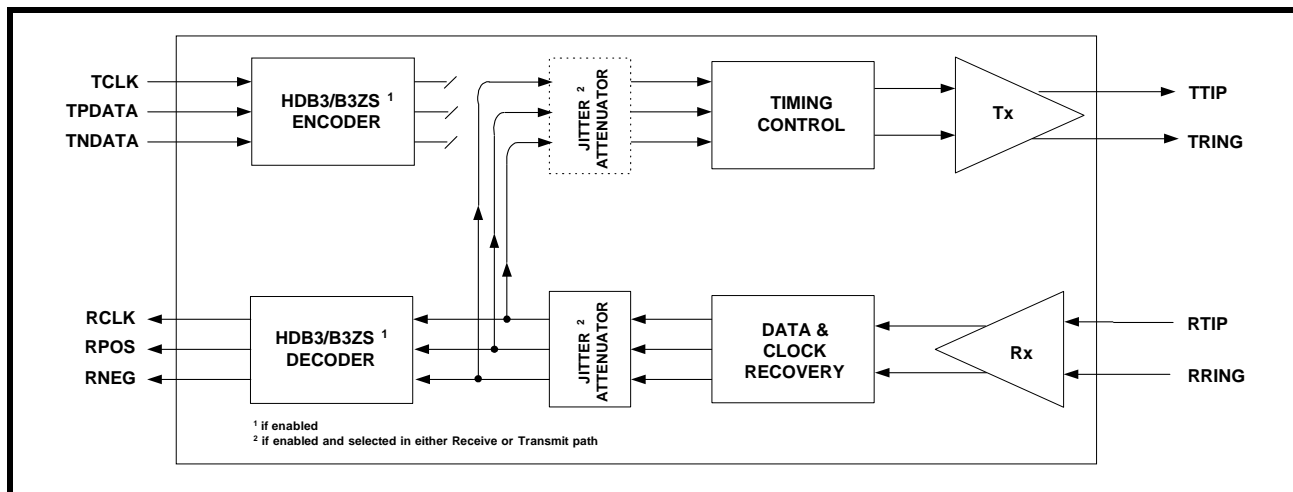 TCLK
TPDATA
TNDATA
HDB3/B3ZS 1
ENCODER
JITTER 2
ATTENUATOR
TIMING
CONTROL
Tx
TTIP
TRING
RCLK
RPOS
RNEG
HDB3/B3ZS 1
DECODER
JITTER 2
ATTENUATOR
DATA &
CLOCK
RECOVERY
Rx
RTIP
RRING
1 if enabled
2 if enabled and selected in either Receive or Transmit path